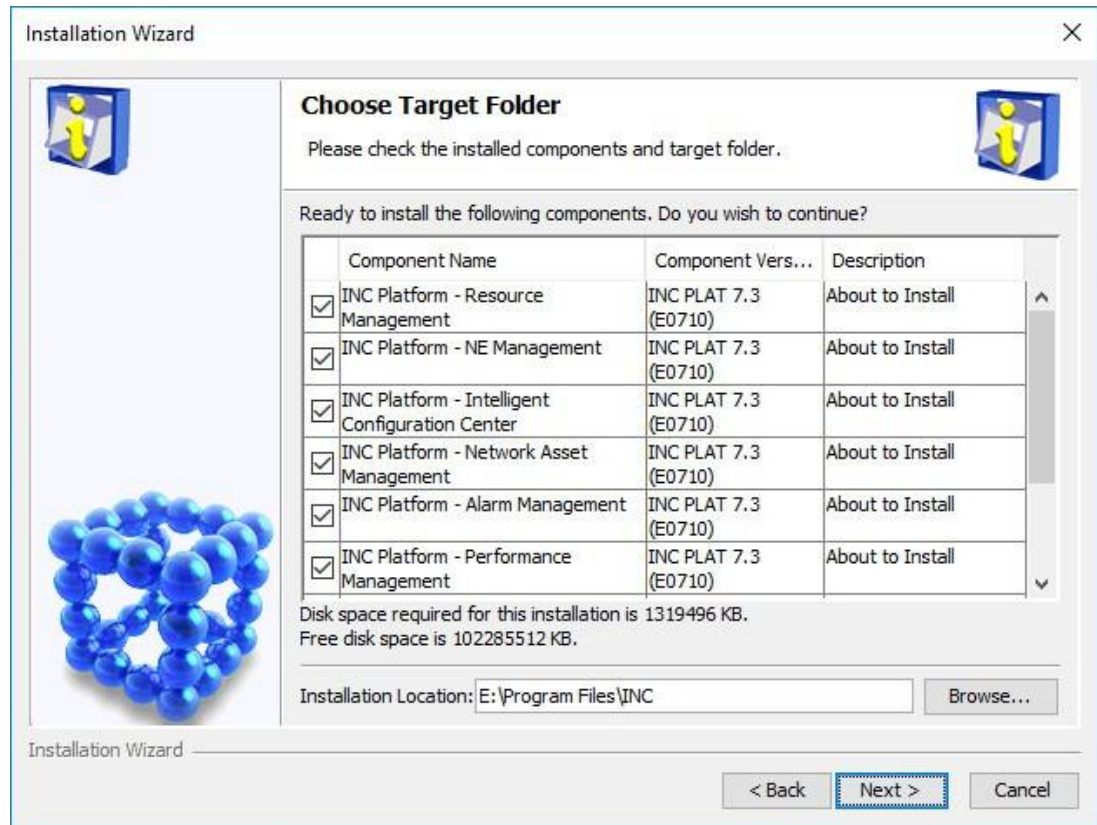 Installation Wizard
Choose Target Folder
Please check the installed components and target folder.
Ready to install the following components. Do you wish to continue?
Component Name Component Vers... Description
INC Platform - Resource Management INC PLAT 7.3 (E0710) About to Install
INC Platform - NE Management INC PLAT 7.3 (E0710) About to Install
INC Platform - Intelligent Configuration Center INC PLAT 7.3 (E0710) About to Install
INC Platform - Network Asset Management INC PLAT 7.3 (E0710) About to Install
INC Platform - Alarm Management INC PLAT 7.3 (E0710) About to Install
INC Platform - Performance Management INC PLAT 7.3 (E0710) About to Install
Disk space required for this installation is 1319496 KB.
Free disk space is 102285512 KB.
Installation Location: E:\Program Files\INC Browse...
Installation Wizard
< Back Next > Cancel